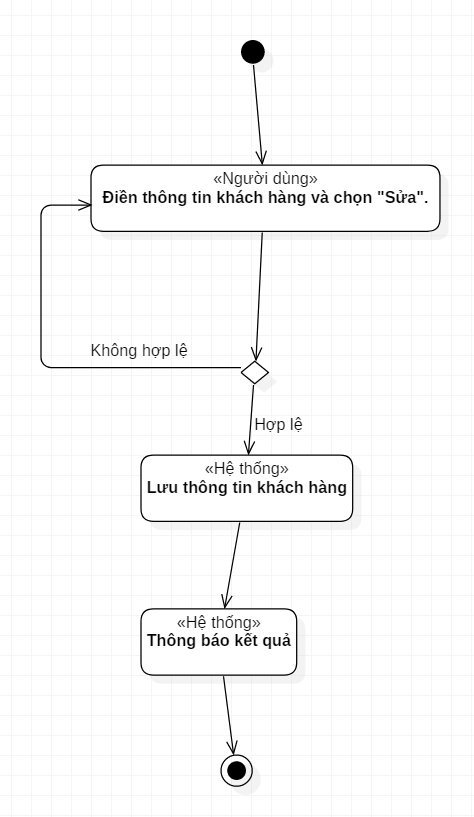 «Người dùng»
Điền thông tin khách hàng và chọn "Sửa".
Không hợp lệ
Hợp lệ
«Hệ thống»
Lưu thông tin khách hàng
«Hệ thống»
Thông báo kết quả